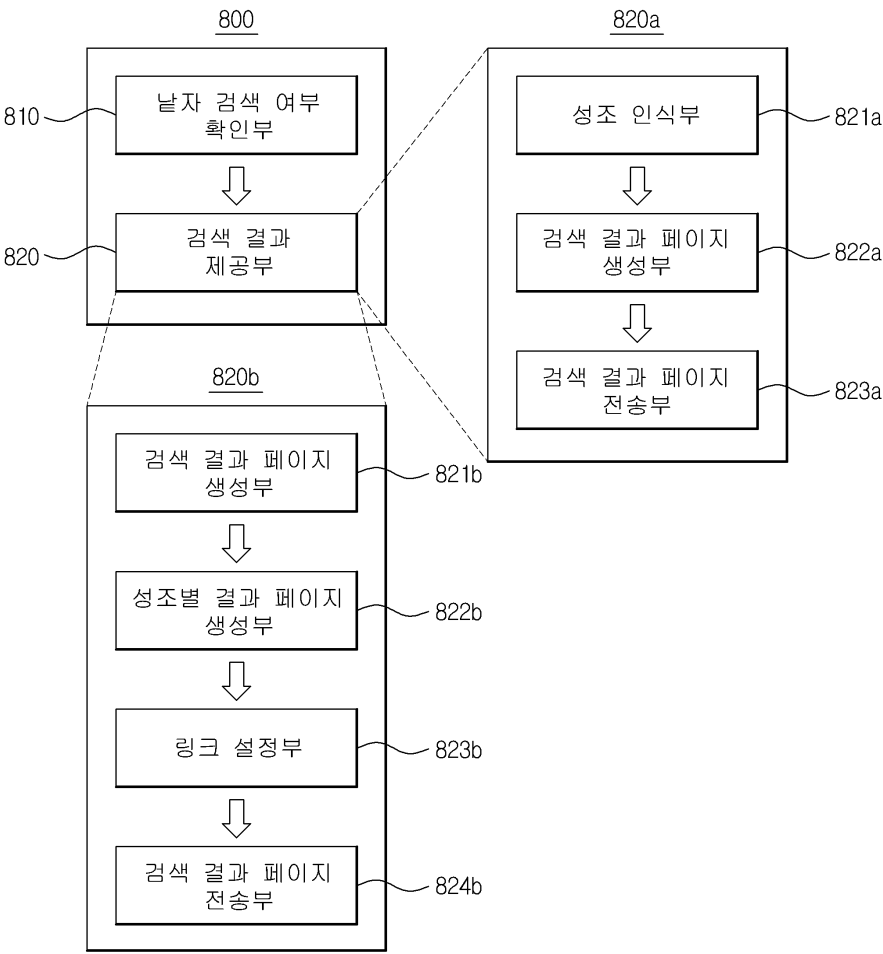 800
810
낱자 검색 여부
확인부
820
검색 결과
제공부
820a
성조 인식부
821a
검색 결과 페이지
생성부
822a
검색 결과 페이지
전송부
823a
820b
검색 결과 페이지
생성부
821b
성조별 결과 페이지
생성부
822b
링크 설정부
823b
검색 결과 페이지
전송부
824b